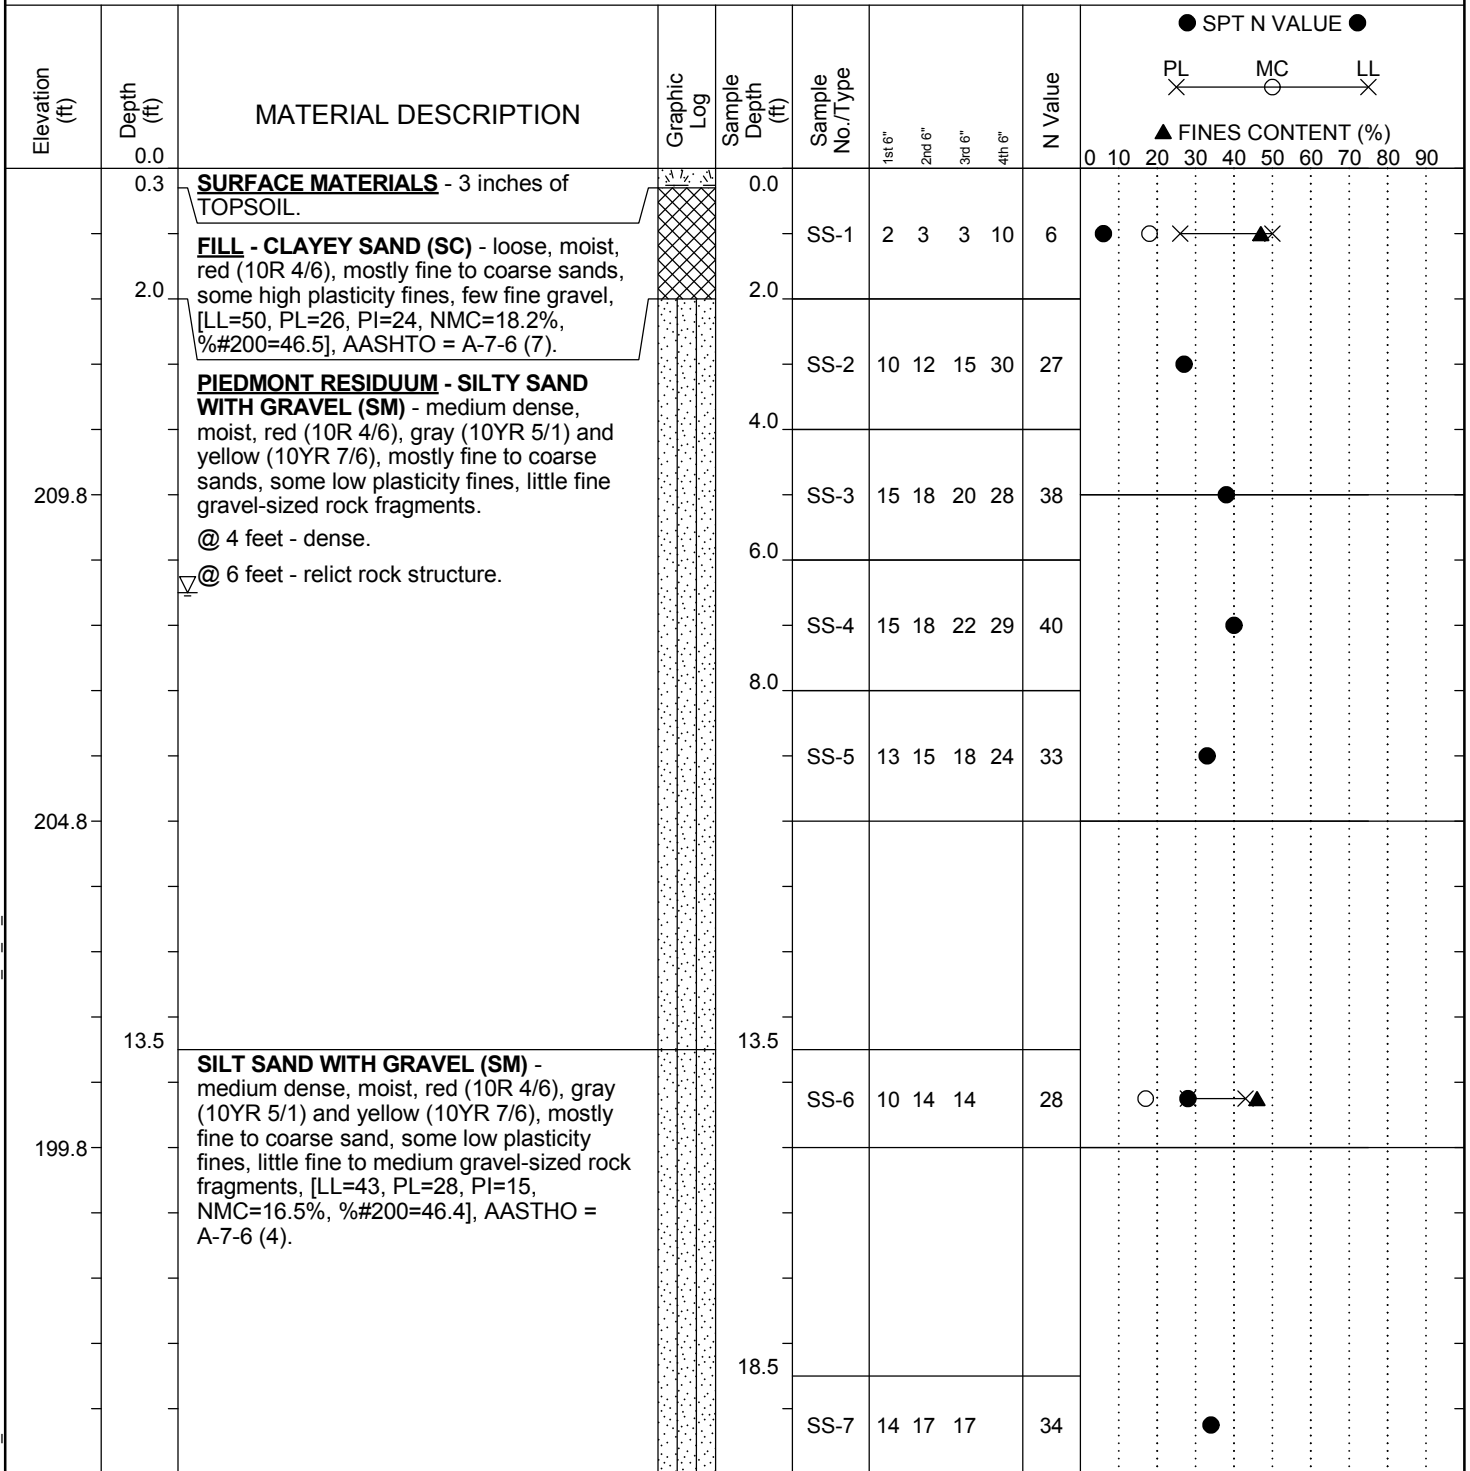 ● SPT N VALUE ●
PL MC LL
▲ FINES CONTENT (%)
0 10 20 30 40 50 60 70 80 90
Elevation
(ft)
Depth
(ft)
0.0
MATERIAL DESCRIPTION
Graphic
Log
Sample
Depth
(ft)
Sample
No./Type
1st 6"
2nd 6"
3rd 6"
4th 6"
N Value
0.3 SURFACE MATERIALS - 3 inches of 0.0
TOPSOIL.
SS-1 2 3 3 10 6
FILL - CLAYEY SAND (SC) - loose, moist,
red (10R 4/6), mostly fine to coarse sands,
2.0 some high plasticity fines, few fine gravel, 2.0
[LL=50, PL=26, PI=24, NMC=18.2%,
%#200=46.5], AASHTO = A-7-6 (7).
SS-2 10 12 15 30 27
PIEDMONT RESIDUUM - SILTY SAND
WITH GRAVEL (SM) - medium dense,
4.0
moist, red (10R 4/6), gray (10YR 5/1) and
yellow (10YR 7/6), mostly fine to coarse
sands, some low plasticity fines, little fine
209.8 gravel-sized rock fragments. SS-3 15 18 20 28 38
@ 4 feet - dense.
6.0
@ 6 feet - relict rock structure.
SS-4 15 18 22 29 40
8.0
SS-5 13 15 18 24 33
204.8
13.5 13.5
SILT SAND WITH GRAVEL (SM) -
medium dense, moist, red (10R 4/6), gray
(10YR 5/1) and yellow (10YR 7/6), mostly SS-6 10 14 14 28
fine to coarse sand, some low plasticity
199.8 fines, little fine to medium gravel-sized rock
fragments, [LL=43, PL=28, PI=15,
NMC=16.5%, %#200=46.4], AASTHO =
A-7-6 (4).
18.5
SS-7 14 17 17 34